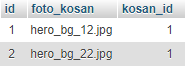 id foto_kosan kosan_id
1 hero_bg_12.jpg 1
2 hero_bg_22.jpg 1